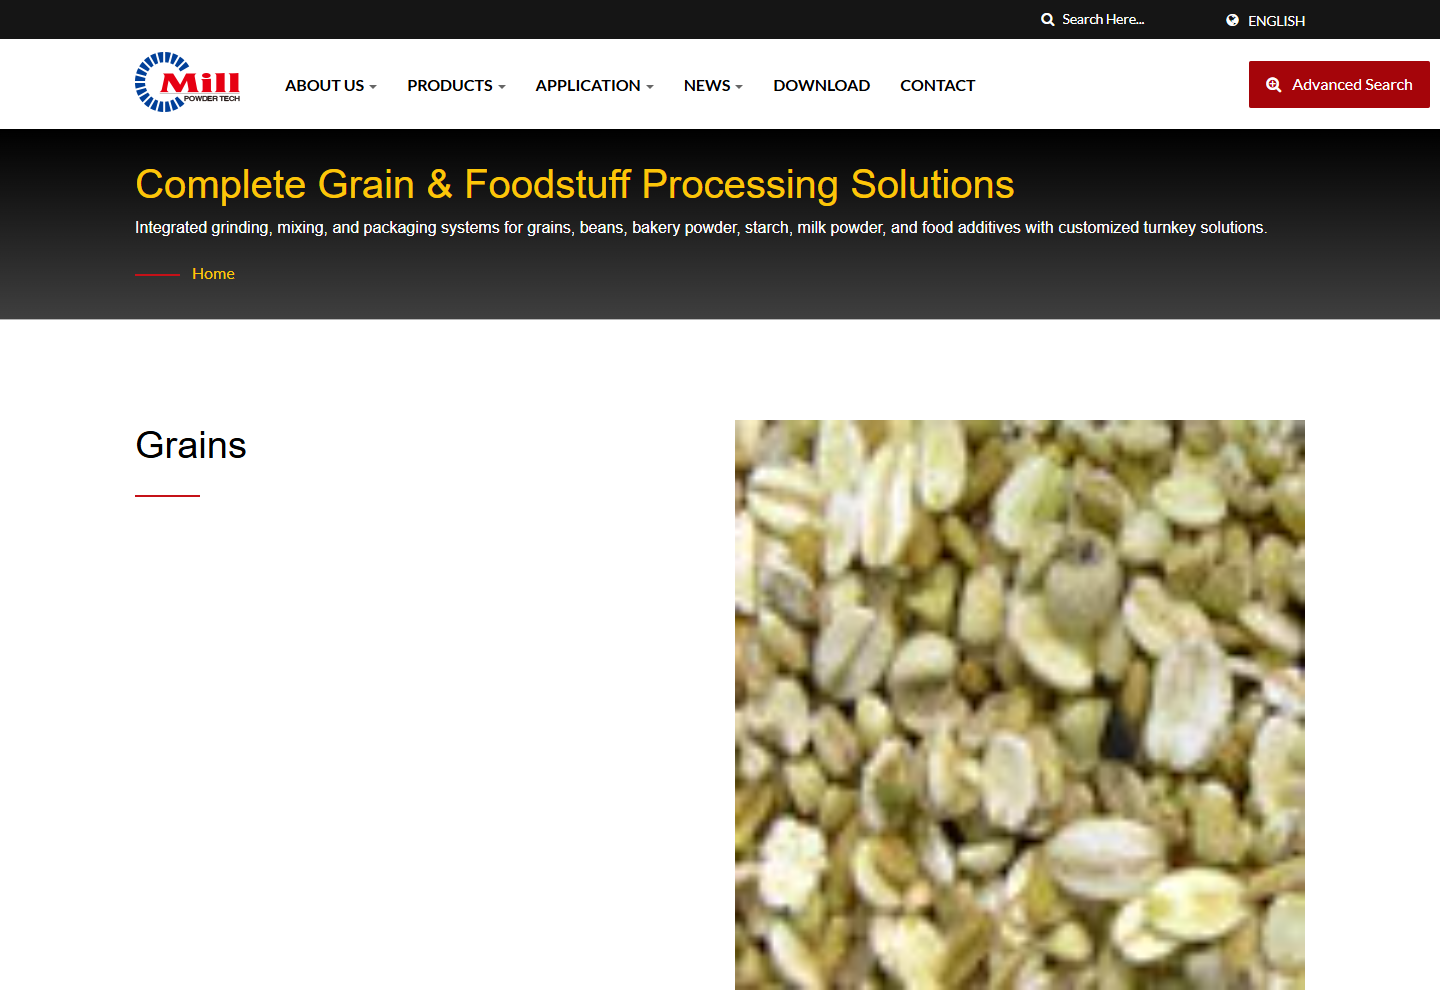 Search Here...
ENGLISH
Mill
POWDER TECH
ABOUT US
PRODUCTS
APPLICATION
NEWS
DOWNLOAD
CONTACT
Advanced Search
Complete Grain & Foodstuff Processing Solutions
Integrated grinding, mixing, and packaging systems for grains, beans, bakery powder, starch, milk powder, and food additives with customized turnkey solutions.
Home
Grains